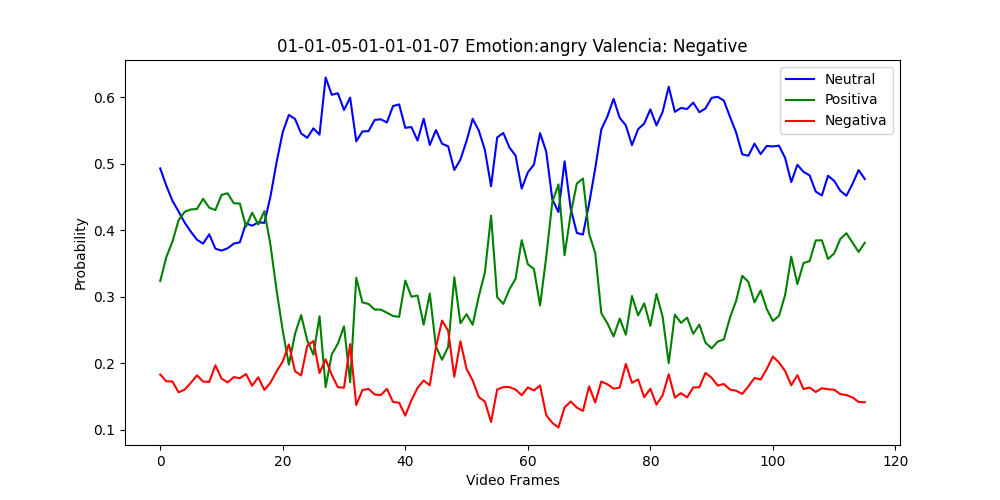 01-01-05-01-01-01-07 Emotion:angry Valencia: Negative
Neutral
Positiva
Negativa
Probability
0.6
0.5
0.4
0.3
0.2
0.1
0 20 40 60 80 100 120
Video Frames